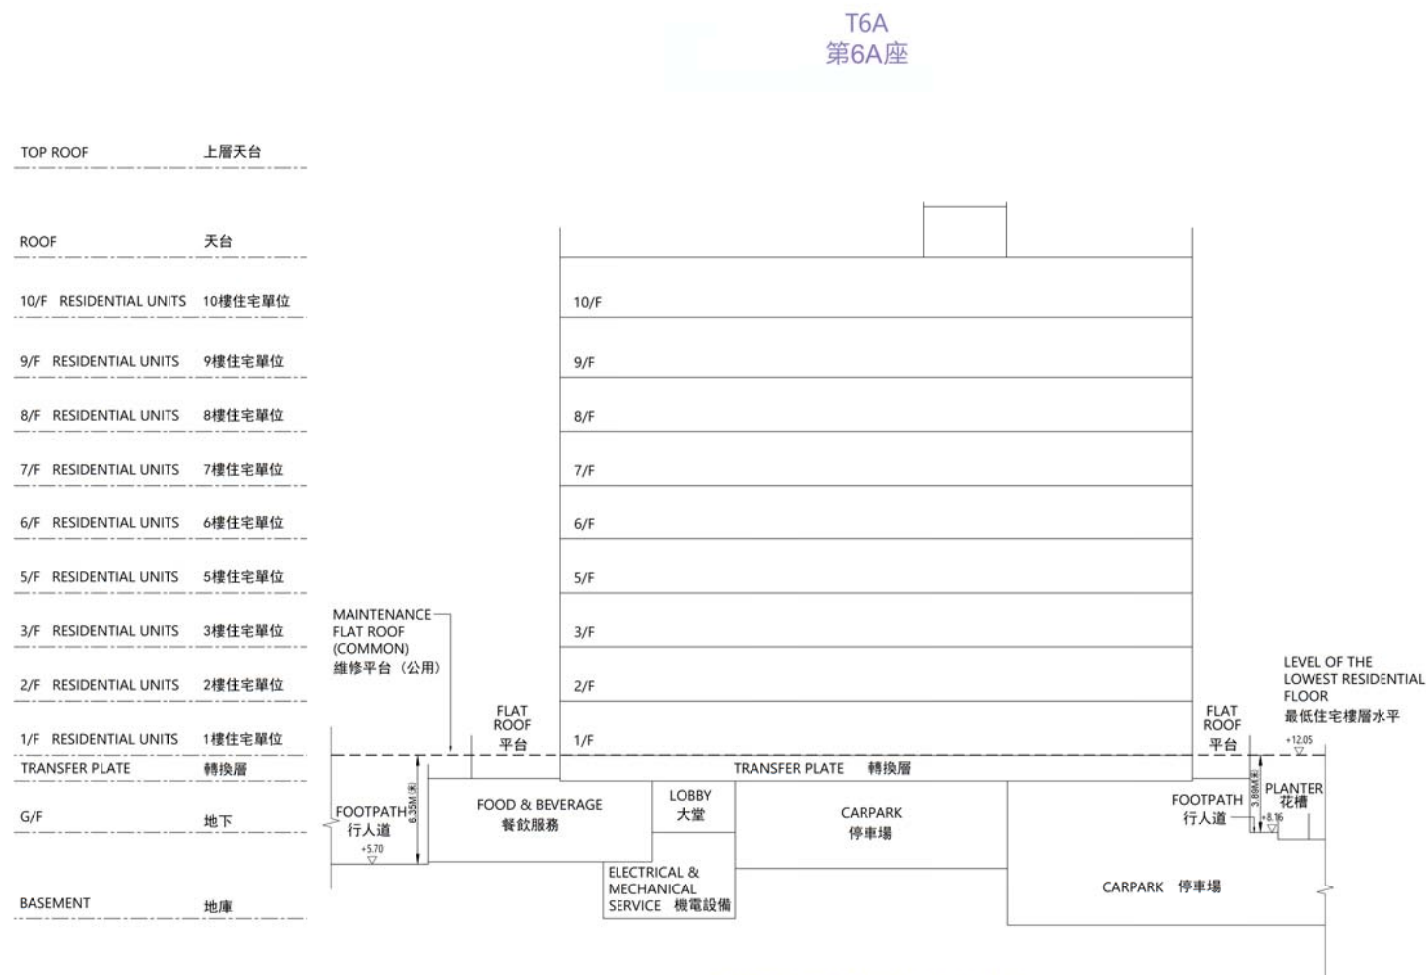 T6A
第6A座
TOP ROOF 上層天台
ROOF 天台
10/F RESIDENTIAL UNITS 10樓住宅單位
9/F RESIDENTIAL UNITS 9樓住宅單位
8/F RESIDENTIAL UNITS 8樓住宅單位
7/F RESIDENTIAL UNITS 7樓住宅單位
6/F RESIDENTIAL UNITS 6樓住宅單位
5/F RESIDENTIAL UNITS 5樓住宅單位
3/F RESIDENTIAL UNITS 3樓住宅單位
2/F RESIDENTIAL UNITS 2樓住宅單位
1/F RESIDENTIAL UNITS 1樓住宅單位
TRANSFER PLATE 轉換層
G/F 地下
BASEMENT 地庫
10/F
9/F
8/F
7/F
6/F
5/F
3/F
2/F
1/F
MAINTENANCE
FLAT ROOF
(COMMON)
維修平台（公用）
FLAT
ROOF
平台
FLAT
ROOF
平台
LEVEL OF THE
LOWEST RESIDENTIAL
FLOOR
最低住宅樓層水平
+12.05
TRANSFER PLATE 轉換層
FOOTPATH
行人道
+5.70
6.35M(米)
FOOD & BEVERAGE
餐飲服務
LOBBY
大堂
CARPARK
停車場
FOOTPATH
行人道
3.89M(米)
+8.16
PLANTER
花槽
ELECTRICAL &
MECHANICAL
SERVICE 機電設備
CARPARK 停車場